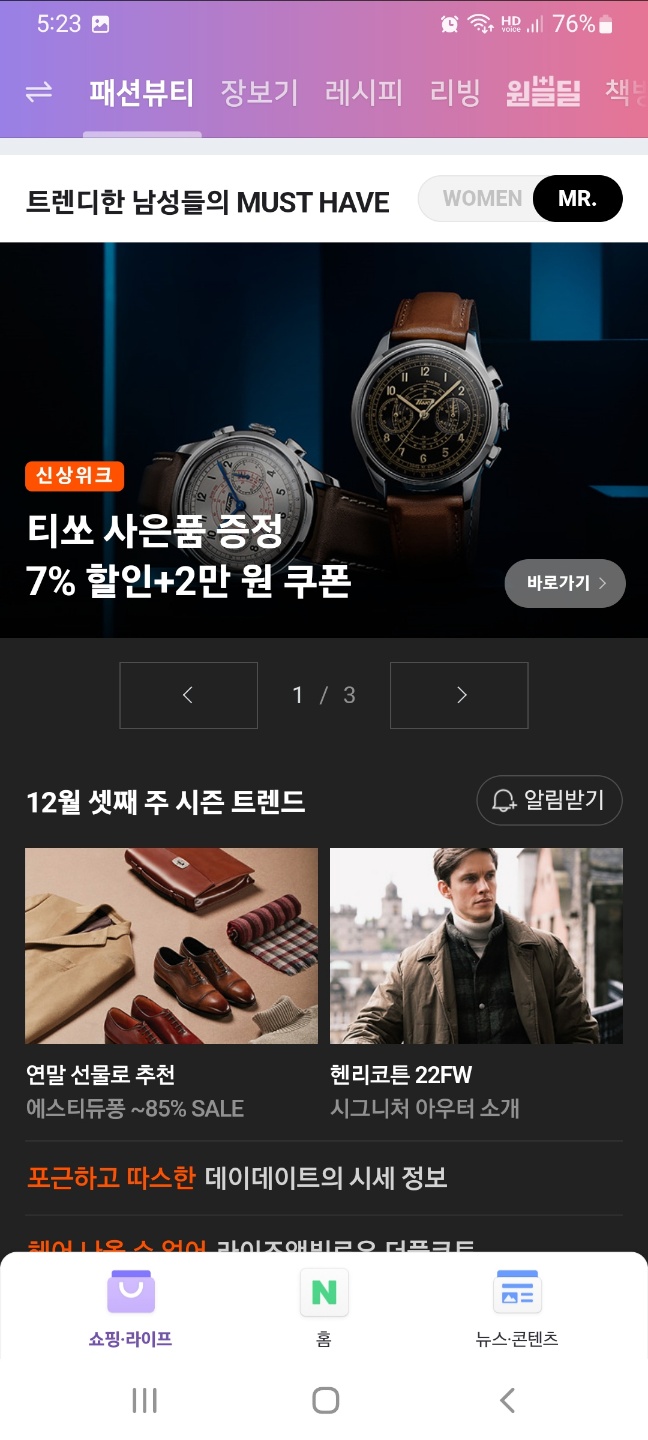 5:23
HD voice
76%
패션뷰티 장보기 레시피 리빙 원쁠딜
트렌디한 남성들의 MUST HAVE
WOMEN MR.
신상위크
티쏘 사은품 증정
7% 할인+2만 원 쿠폰
바로가기
1 / 3
12월 셋째 주 시즌 트렌드
알림받기
연말 선물로 추천
에스티듀퐁 ~85% SALE
헨리코튼 22FW
시그니처 아우터 소개
포근하고 따스한 데이데이트의 시세 정보
쇼핑·라이프
N
홈
뉴스·콘텐츠